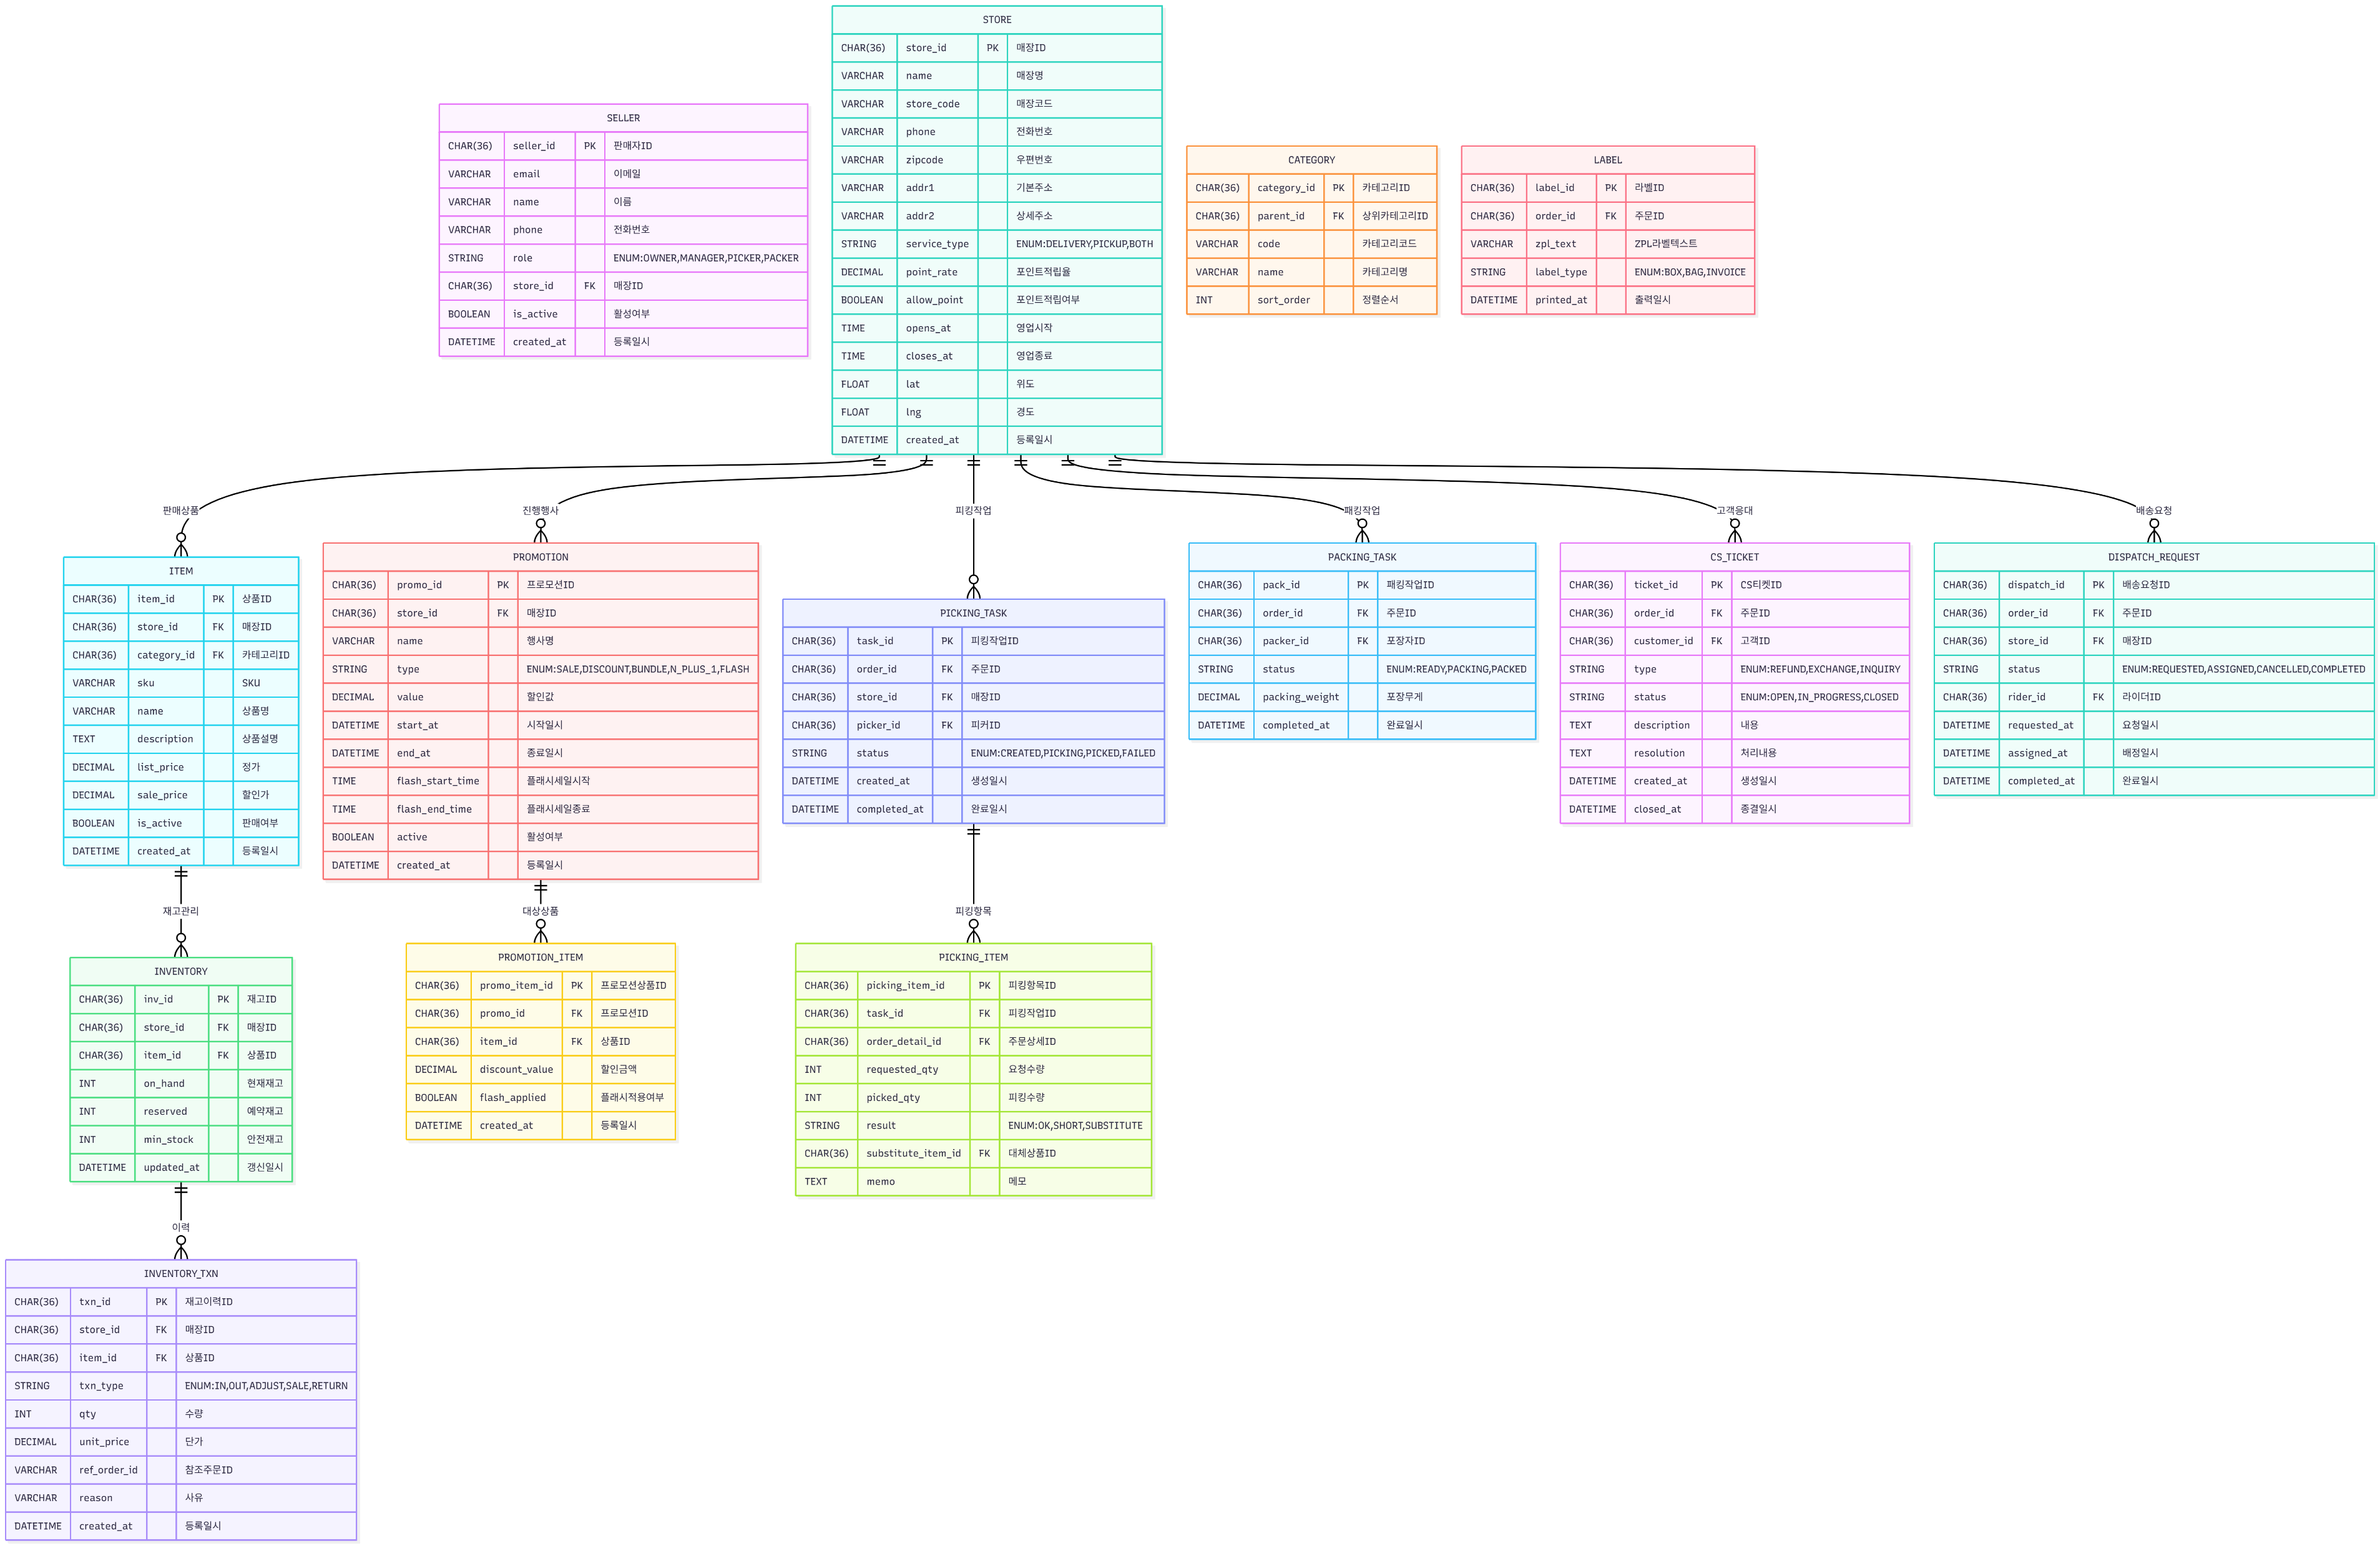 STORE
CHAR(36) store_id PK 매장ID
VARCHAR name 매장명
VARCHAR store_code 매장코드
VARCHAR phone 전화번호
VARCHAR zipcode 우편번호
VARCHAR addr1 기본주소
VARCHAR addr2 상세주소
STRING service_type ENUM:DELIVERY,PICKUP,BOTH
DECIMAL point_rate 포인트적립율
BOOLEAN allow_point 포인트적립여부
TIME opens_at 영업시작
TIME closes_at 영업종료
FLOAT lat 위도
FLOAT lng 경도
DATETIME created_at 등록일시
SELLER
CHAR(36) seller_id PK 판매자ID
VARCHAR email 이메일
VARCHAR name 이름
VARCHAR phone 전화번호
STRING role ENUM:OWNER,MANAGER,PICKER,PACKER
CHAR(36) store_id FK 매장ID
BOOLEAN is_active 활성여부
DATETIME created_at 등록일시
CATEGORY
CHAR(36) category_id PK 카테고리ID
CHAR(36) parent_id FK 상위카테고리ID
VARCHAR code 카테고리코드
VARCHAR name 카테고리명
INT sort_order 정렬순서
LABEL
CHAR(36) label_id PK 라벨ID
CHAR(36) order_id FK 주문ID
VARCHAR zpl_text ZPL라벨텍스트
STRING label_type ENUM:BOX,BAG,INVOICE
DATETIME printed_at 출력일시
판매상품
진행행사
피킹작업
패킹작업
고객응대
배송요청
ITEM
CHAR(36) item_id PK 상품ID
CHAR(36) store_id FK 매장ID
CHAR(36) category_id FK 카테고리ID
VARCHAR sku SKU
VARCHAR name 상품명
TEXT description 상품설명
DECIMAL list_price 정가
DECIMAL sale_price 할인가
BOOLEAN is_active 판매여부
DATETIME created_at 등록일시
PROMOTION
CHAR(36) promo_id PK 프로모션ID
CHAR(36) store_id FK 매장ID
VARCHAR name 행사명
STRING type ENUM:SALE,DISCOUNT,BUNDLE,N_PLUS_1,FLASH
DECIMAL value 할인값
DATETIME start_at 시작일시
DATETIME end_at 종료일시
TIME flash_start_time 플래시세일시작
TIME flash_end_time 플래시세일종료
BOOLEAN active 활성여부
DATETIME created_at 등록일시
PICKING_TASK
CHAR(36) task_id PK 피킹작업ID
CHAR(36) order_id FK 주문ID
CHAR(36) store_id FK 매장ID
CHAR(36) picker_id FK 피커ID
STRING status ENUM:CREATED,PICKING,PICKED,FAILED
DATETIME created_at 생성일시
DATETIME completed_at 완료일시
PACKING_TASK
CHAR(36) pack_id PK 패킹작업ID
CHAR(36) order_id FK 주문ID
CHAR(36) packer_id FK 포장자ID
STRING status ENUM:READY,PACKING,PACKED
DECIMAL packing_weight 포장무게
DATETIME completed_at 완료일시
CS_TICKET
CHAR(36) ticket_id PK CS티켓ID
CHAR(36) order_id FK 주문ID
CHAR(36) customer_id FK 고객ID
STRING type ENUM:REFUND,EXCHANGE,INQUIRY
STRING status ENUM:OPEN,IN_PROGRESS,CLOSED
TEXT description 내용
TEXT resolution 처리내용
DATETIME created_at 생성일시
DATETIME closed_at 종결일시
DISPATCH_REQUEST
CHAR(36) dispatch_id PK 배송요청ID
CHAR(36) order_id FK 주문ID
CHAR(36) store_id FK 매장ID
STRING status ENUM:REQUESTED,ASSIGNED,CANCELLED,COMPLETED
CHAR(36) rider_id FK 라이더ID
DATETIME requested_at 요청일시
DATETIME assigned_at 배정일시
DATETIME completed_at 완료일시
재고관리
대상상품
피킹항목
INVENTORY
CHAR(36) inv_id PK 재고ID
CHAR(36) store_id FK 매장ID
CHAR(36) item_id FK 상품ID
INT on_hand 현재재고
INT reserved 예약재고
INT min_stock 안전재고
DATETIME updated_at 갱신일시
PROMOTION_ITEM
CHAR(36) promo_item_id PK 프로모션상품ID
CHAR(36) promo_id FK 프로모션ID
CHAR(36) item_id FK 상품ID
DECIMAL discount_value 할인금액
BOOLEAN flash_applied 플래시적용여부
DATETIME created_at 등록일시
PICKING_ITEM
CHAR(36) picking_item_id PK 피킹항목ID
CHAR(36) task_id FK 피킹작업ID
CHAR(36) order_detail_id FK 주문상세ID
INT requested_qty 요청수량
INT picked_qty 피킹수량
STRING result ENUM:OK,SHORT,SUBSTITUTE
CHAR(36) substitute_item_id FK 대체상품ID
TEXT memo 메모
이력
INVENTORY_TXN
CHAR(36) txn_id PK 재고이력ID
CHAR(36) store_id FK 매장ID
CHAR(36) item_id FK 상품ID
STRING txn_type ENUM:IN,OUT,ADJUST,SALE,RETURN
INT qty 수량
DECIMAL unit_price 단가
VARCHAR ref_order_id 참조주문ID
VARCHAR reason 사유
DATETIME created_at 등록일시